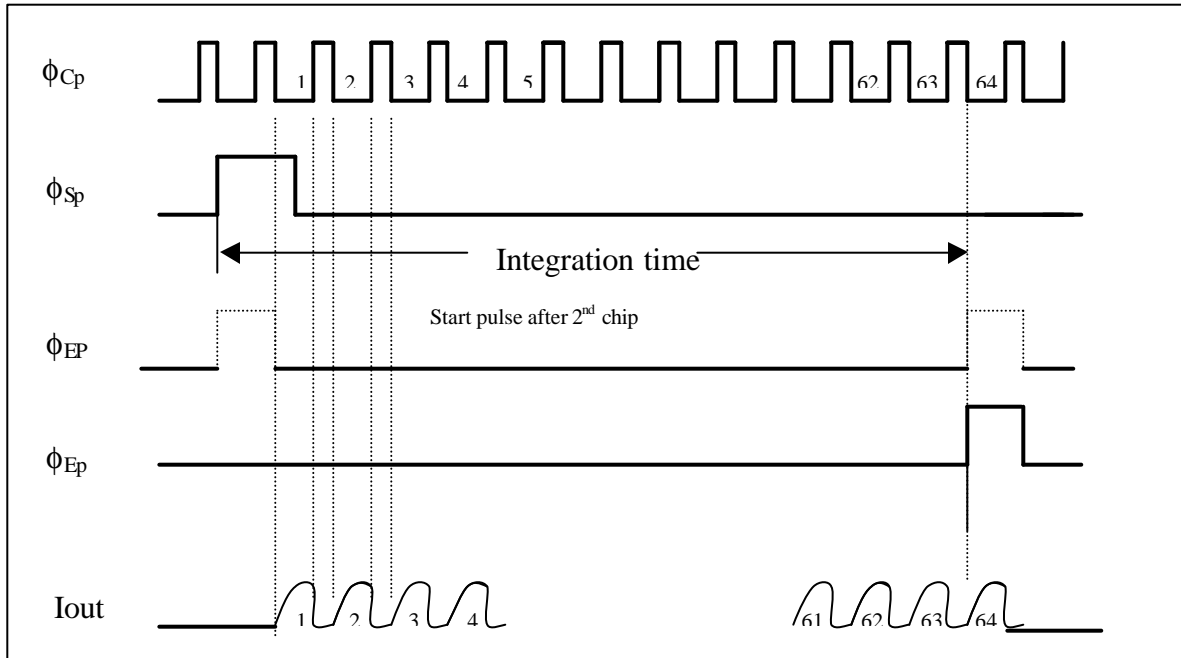 ϕCp 1 2 3 4 5 62 63 64
ϕSp
Integration time
Start pulse after 2nd chip
ϕEP
ϕEp
Iout 1 2 3 4 61 62 63 64